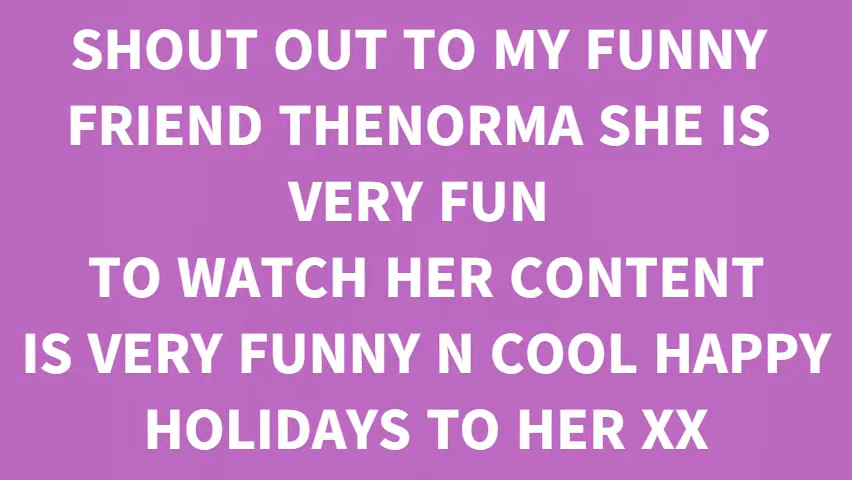 SHOUT OUT TO MY FUNNY
FRIEND THENORMA SHE IS
VERY FUN
TO WATCH HER CONTENT
IS VERY FUNNY N COOL HAPPY
HOLIDAYS TO HER XX